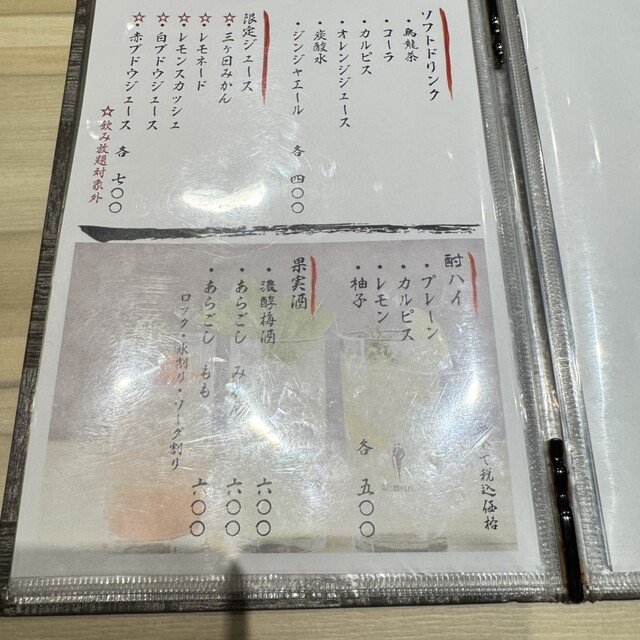 ソフトドリンク
・烏龍茶
・コーラ
・カルピス
・オレンジジュース
・炭酸水
・ジンジャエール 各 四〇〇
限定ジュース
☆・三ヶ日みかん
☆・レモネード
☆・レモンスカッシュ
☆・白ブドウジュース
☆・赤ブドウジュース 各 七〇〇
☆飲み放題対象外
酎ハイ
・プレーン
・カルピス
・レモン
・柚子 各 五〇〇
果実酒
・濃醇梅酒 六〇〇
・あらごし みかん 六〇〇
・あらごし もも 六〇〇
ロック・水割り・ソーダ割り
て税込価格